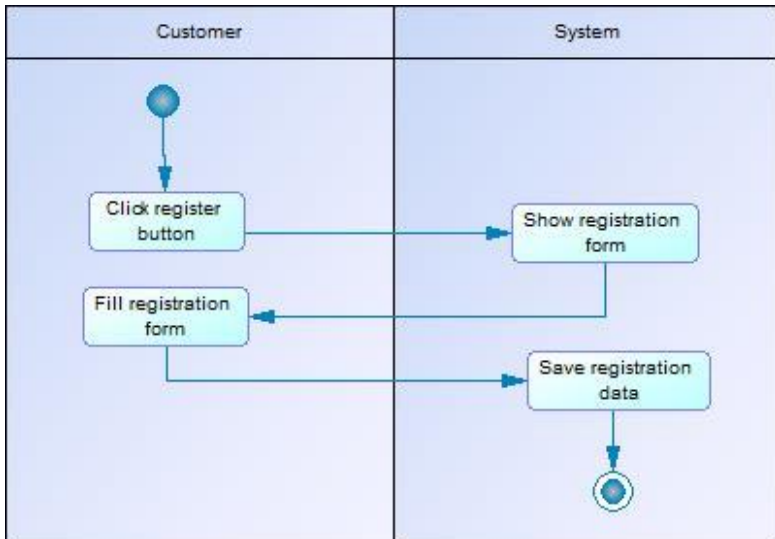 Customer
System
Click register
button
Show registration
form
Fill registration
form
Save registration
data